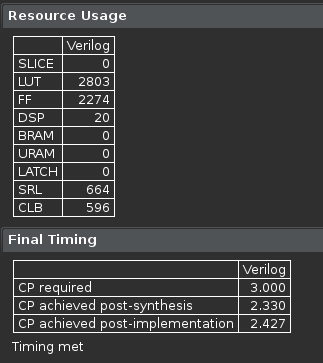 Resource Usage
Verilog
SLICE 0
LUT 2803
FF 2274
DSP 20
BRAM 0
URAM 0
LATCH 0
SRL 664
CLB 596
Final Timing
Verilog
CP required 3.000
CP achieved post-synthesis 2.330
CP achieved post-implementation 2.427
Timing met